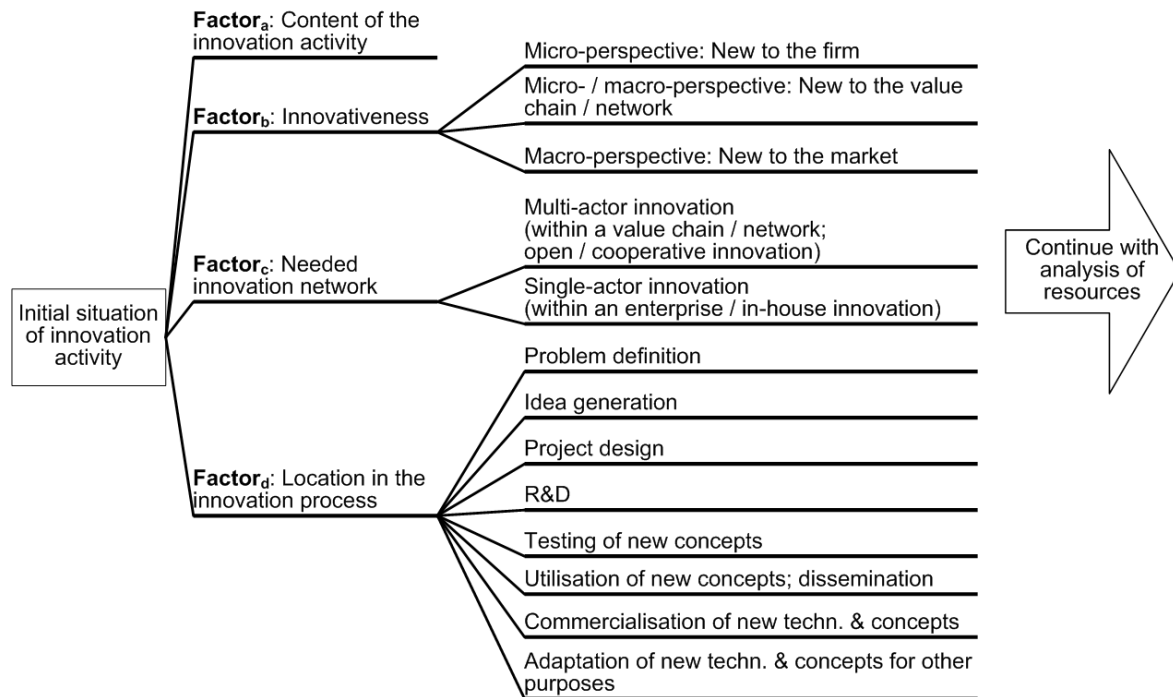 Initial situation
of innovation
activity
Factora: Content of the
innovation activity
Factorb: Innovativeness
Micro-perspective: New to the firm
Micro- / macro-perspective: New to the value
chain / network
Macro-perspective: New to the market
Factorc: Needed
innovation network
Multi-actor innovation
(within a value chain / network;
open / cooperative innovation)
Single-actor innovation
(within an enterprise / in-house innovation)
Factord: Location in the
innovation process
Problem definition
Idea generation
Project design
R&D
Testing of new concepts
Utilisation of new concepts; dissemination
Commercialisation of new techn. & concepts
Adaptation of new techn. & concepts for other
purposes
Continue with
analysis of
resources